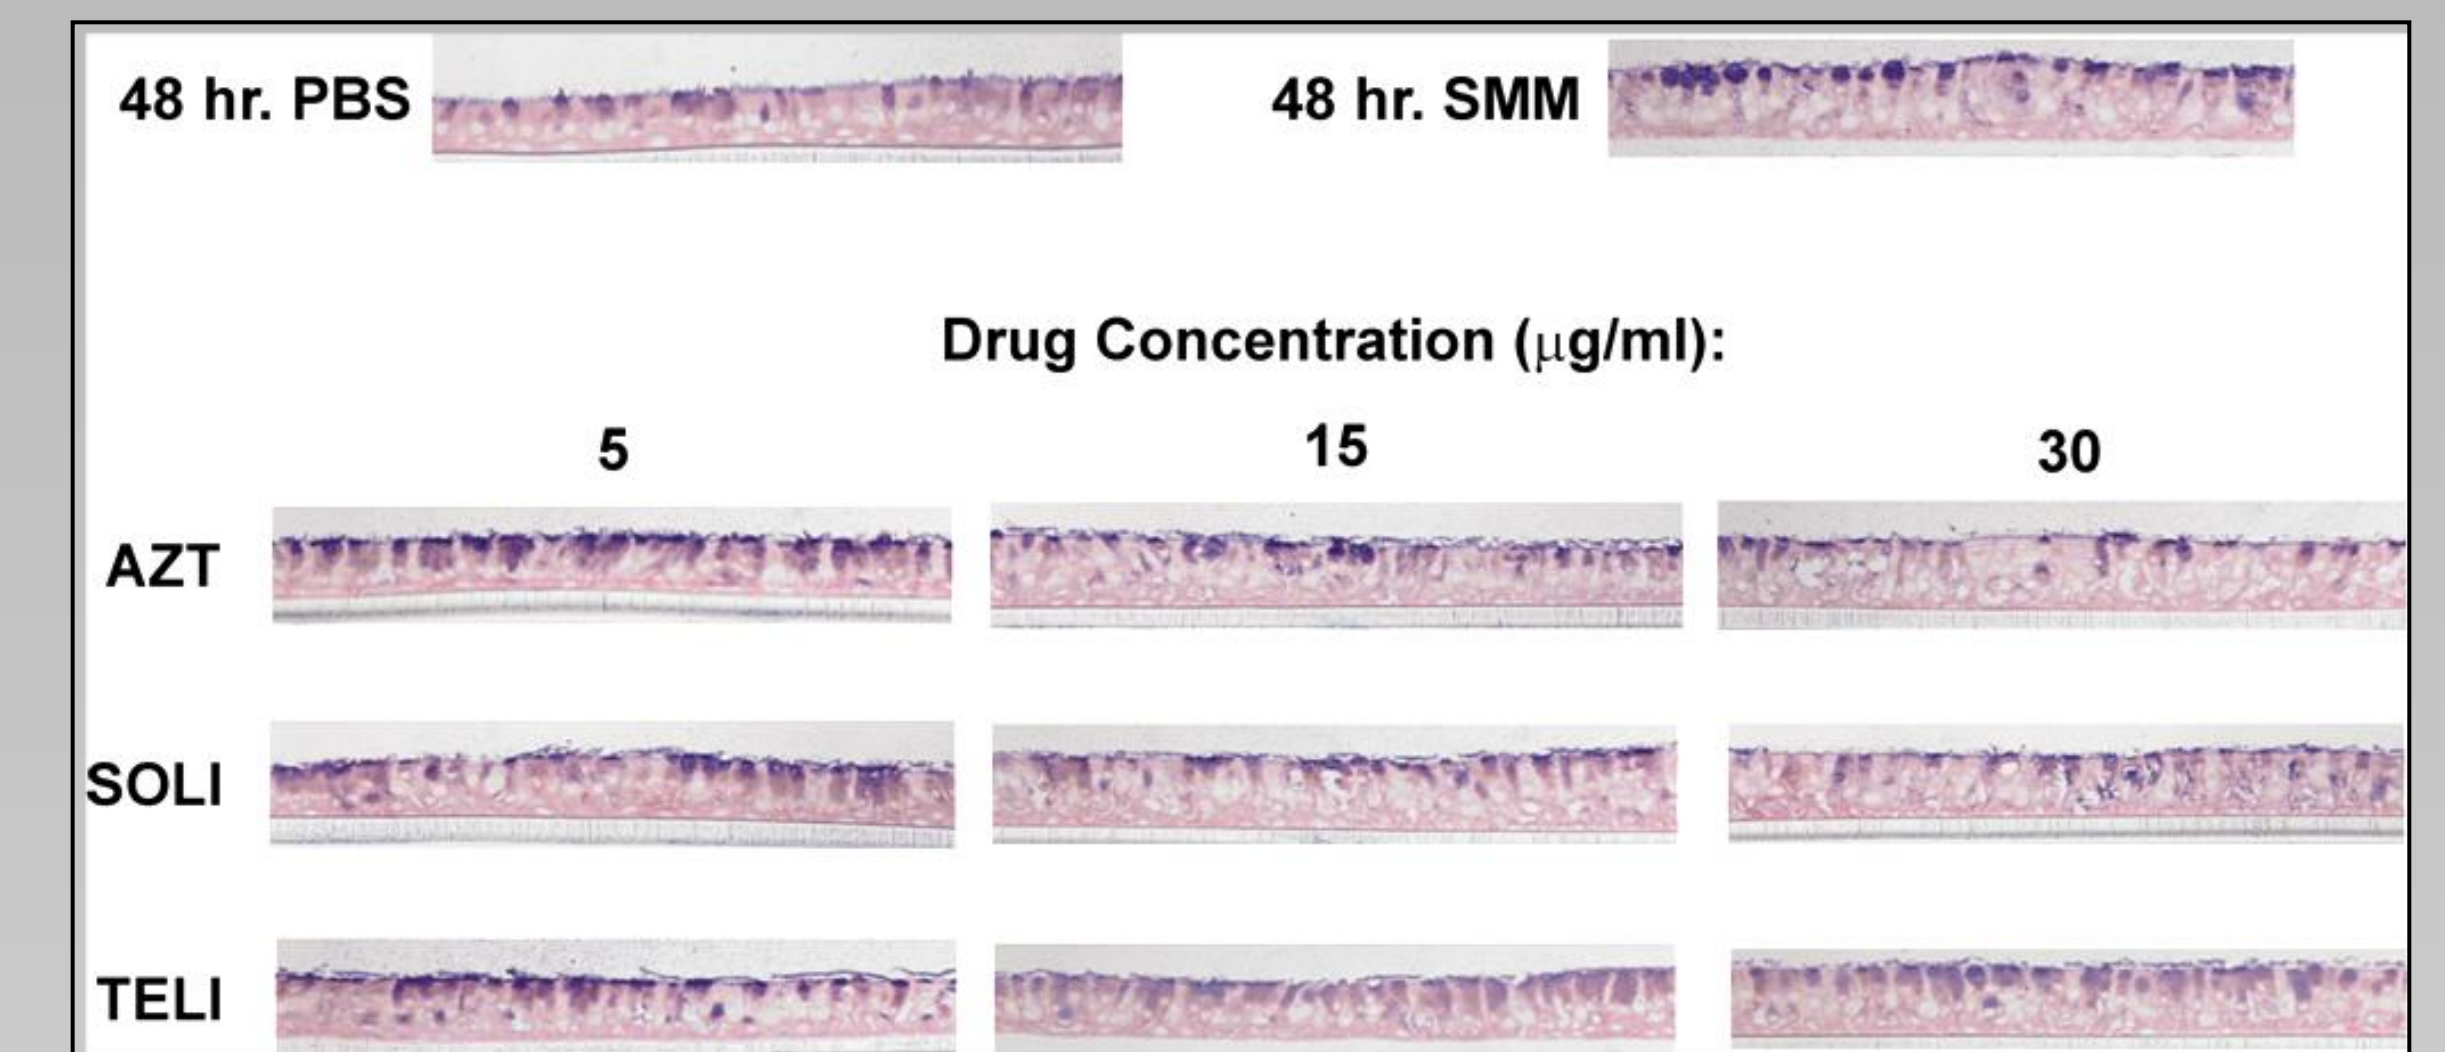 48 hr. PBS
48 hr. SMM
Drug Concentration (µg/ml):
5 15 30
AZT
SOLI
TELI